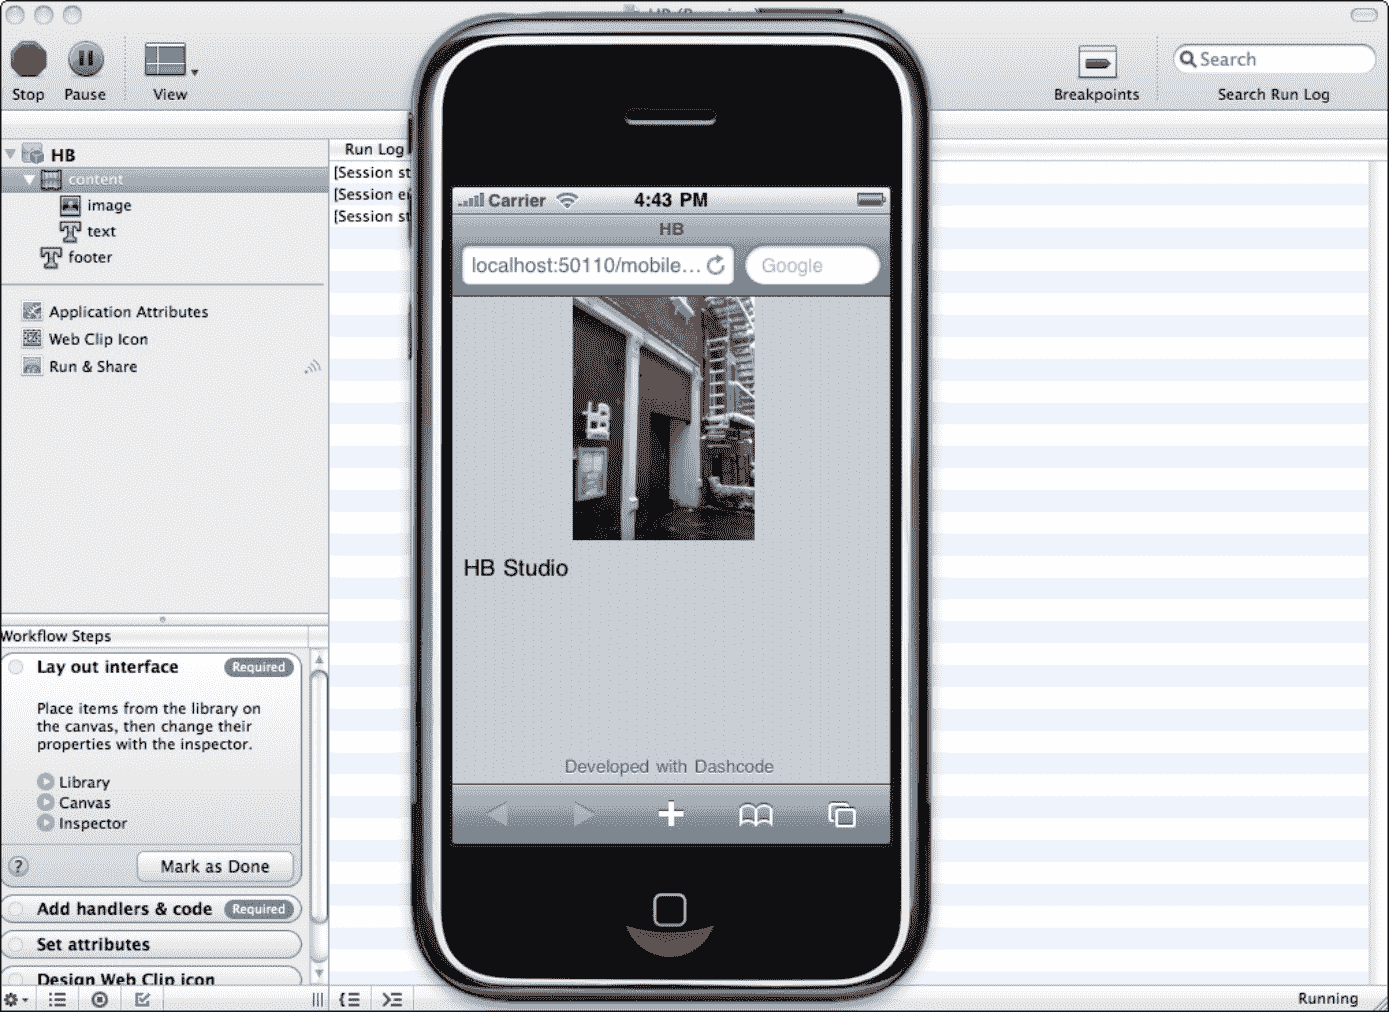 Stop
Pause
View
Breakpoints
Search
Search Run Log
HB
content
image
text
footer
Application Attributes
Web Clip Icon
Run & Share
Workflow Steps
Lay out interface Required
Place items from the library on
the canvas, then change their
properties with the inspector.
Library
Canvas
Inspector
? Mark as Done
Add handlers & code Required
Set attributes
Design Web Clip icon
Run Log
[Session st
[Session e
[Session st
Carrier 4:43 PM
HB
localhost:50110/mobile... Google
HB Studio
Developed with Dashcode
Running